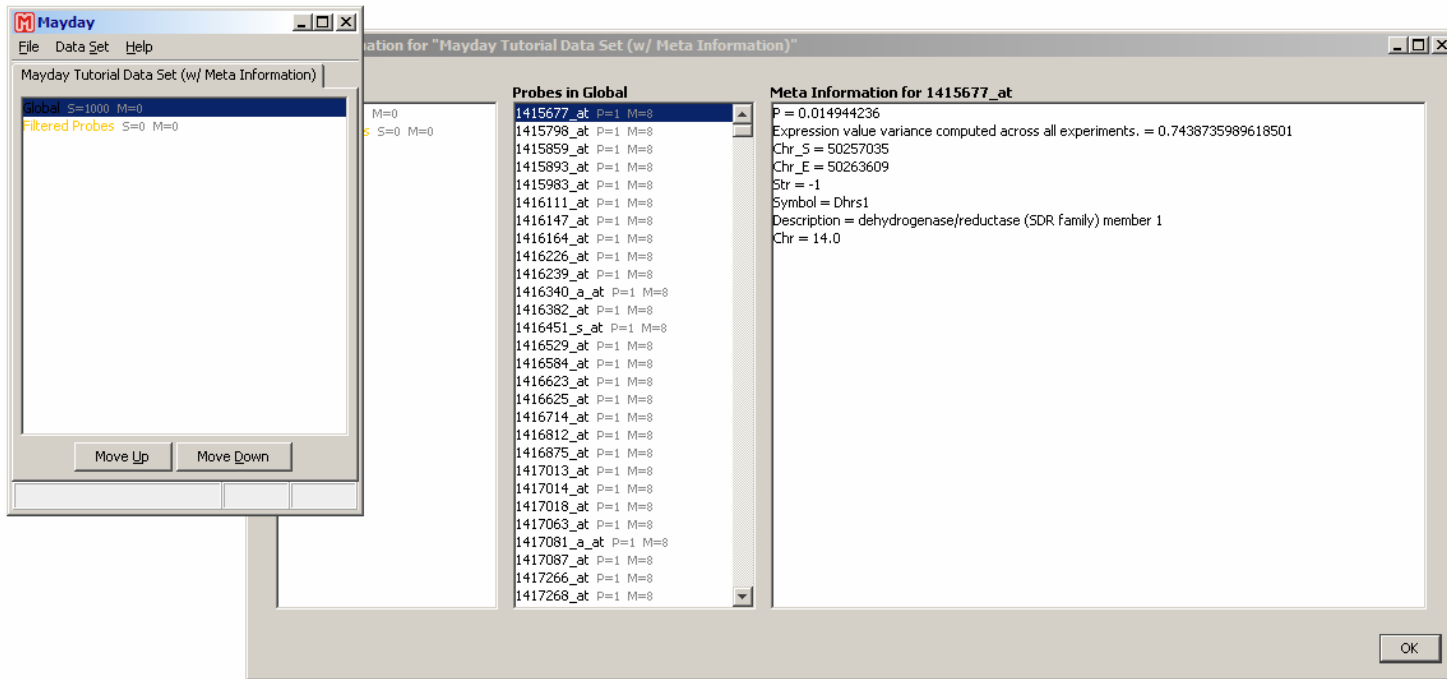 Mayday
File Data Set Help
Mayday Tutorial Data Set (w/ Meta Information)
Global S=1000 M=0
Filtered Probes S=0 M=0
Move Up Move Down
for "Mayday Tutorial Data Set (w/ Meta Information)"
M=0
S=0 M=0
Probes in Global
1415677_at P=1 M=8
1415798_at P=1 M=8
1415859_at P=1 M=8
1415893_at P=1 M=8
1415983_at P=1 M=8
1416111_at P=1 M=8
1416147_at P=1 M=8
1416164_at P=1 M=8
1416226_at P=1 M=8
1416239_at P=1 M=8
1416340_a_at P=1 M=8
1416382_at P=1 M=8
1416451_s_at P=1 M=8
1416529_at P=1 M=8
1416584_at P=1 M=8
1416623_at P=1 M=8
1416625_at P=1 M=8
1416714_at P=1 M=8
1416812_at P=1 M=8
1416875_at P=1 M=8
1417013_at P=1 M=8
1417014_at P=1 M=8
1417018_at P=1 M=8
1417063_at P=1 M=8
1417081_a_at P=1 M=8
1417087_at P=1 M=8
1417266_at P=1 M=8
1417268_at P=1 M=8
Meta Information for 1415677_at
P = 0.014944236
Expression value variance computed across all experiments. = 0.7438735989618501
Chr_S = 50257035
Chr_E = 50263609
Str = -1
Symbol = Dhrs1
Description = dehydrogenase/reductase (SDR family) member 1
Chr = 14.0
OK